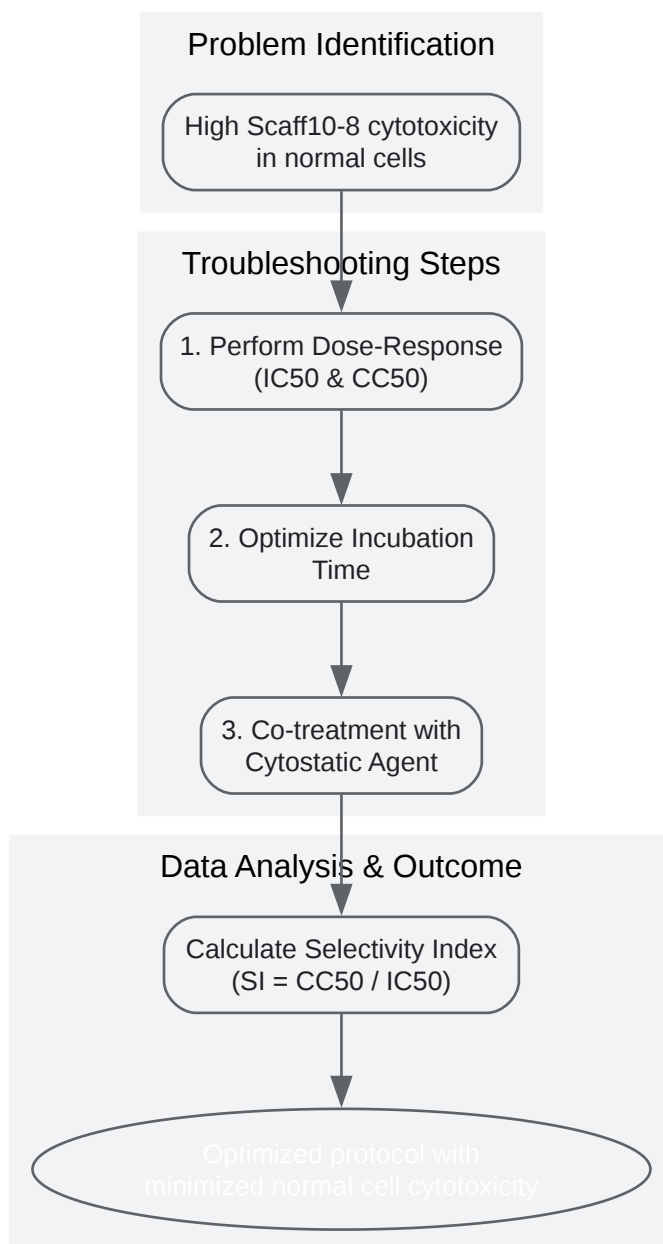 Problem Identification
High Scaff10-8 cytotoxicity
in normal cells
Troubleshooting Steps
1. Perform Dose-Response
(IC50 & CC50)
2. Optimize Incubation
Time
3. Co-treatment with
Cytostatic Agent
Data Analysis & Outcome
Calculate Selectivity Index
(SI = CC50 / IC50)
Optimized protocol with
minimized normal cell cytotoxicity